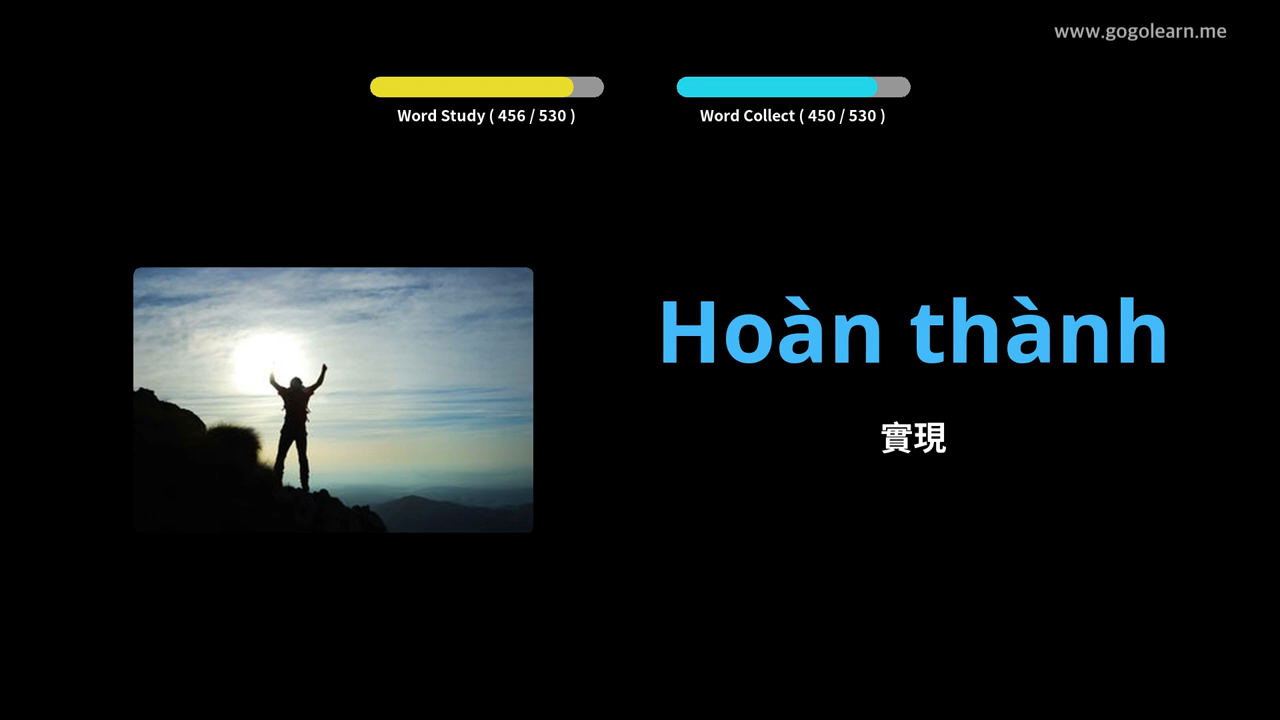 www.gogolearn.me
Word Study ( 456 / 530 )
Word Collect ( 450 / 530 )
Hoàn thành
實現